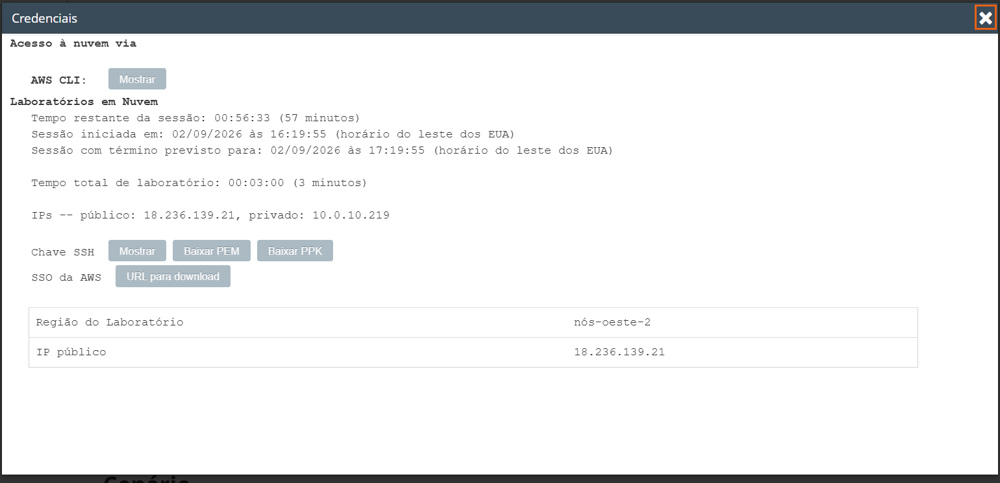 Credenciais
Acesso à nuvem via
AWS CLI: Mostrar
Laboratórios em Nuvem
Tempo restante da sessão: 00:56:33 (57 minutos)
Sessão iniciada em: 02/09/2026 às 16:19:55 (horário do leste dos EUA)
Sessão com término previsto para: 02/09/2026 às 17:19:55 (horário do leste dos EUA)
Tempo total de laboratório: 00:03:00 (3 minutos)
IPs -- público: 18.236.139.21, privado: 10.0.10.219
Chave SSH Mostrar Baixar PEM Baixar PPK
SSO da AWS URL para download
Região do Laboratório nós-oeste-2
IP público 18.236.139.21